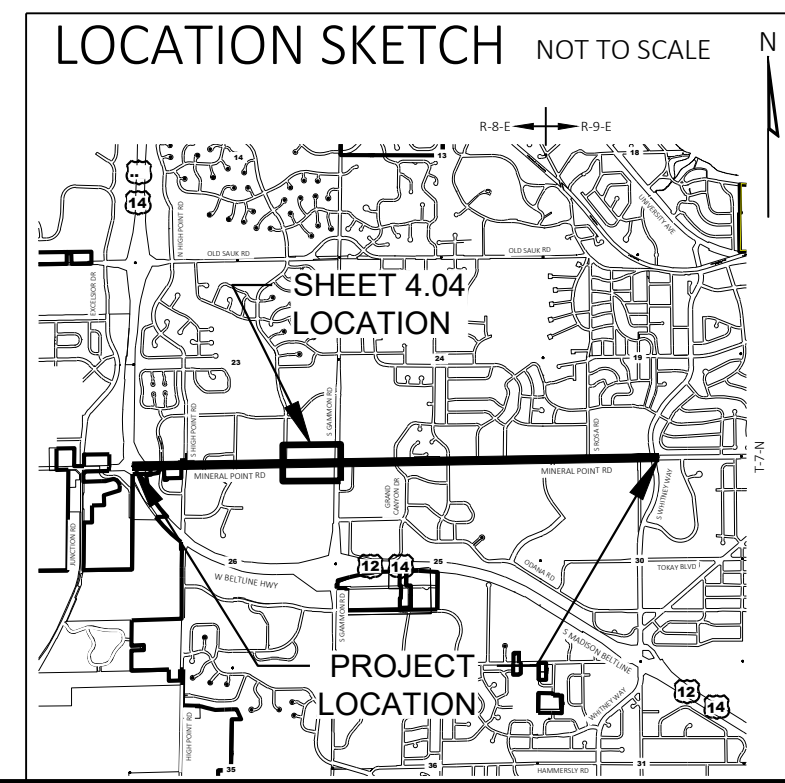 LOCATION SKETCH NOT TO SCALE
N
R-8-E R-9-E
14
13
18
..
14
N HIGH POINT RD
UNIVERSITY AVE
OLD SAUK RD
OLD SAUK RD
EXCELSIOR DR
SHEET 4.04
LOCATION
23
24
19
S GAMMON RD
S HIGH POINT RD
S ROSA RD
MINERAL POINT RD
MINERAL POINT RD
T-7-N
GRAND
CANYON DR
S WHITNEY WAY
JUNCTION RD
26
12
14
25
30
W BELTLINE HWY
ODANA RD
TOKAY BLVD
S GAMMON RD
S MADISON BELTLINE
PROJECT
LOCATION
12
14
WHITNEY WAY
HIGH POINT RD
35
36
31
HAMMERSLY RD